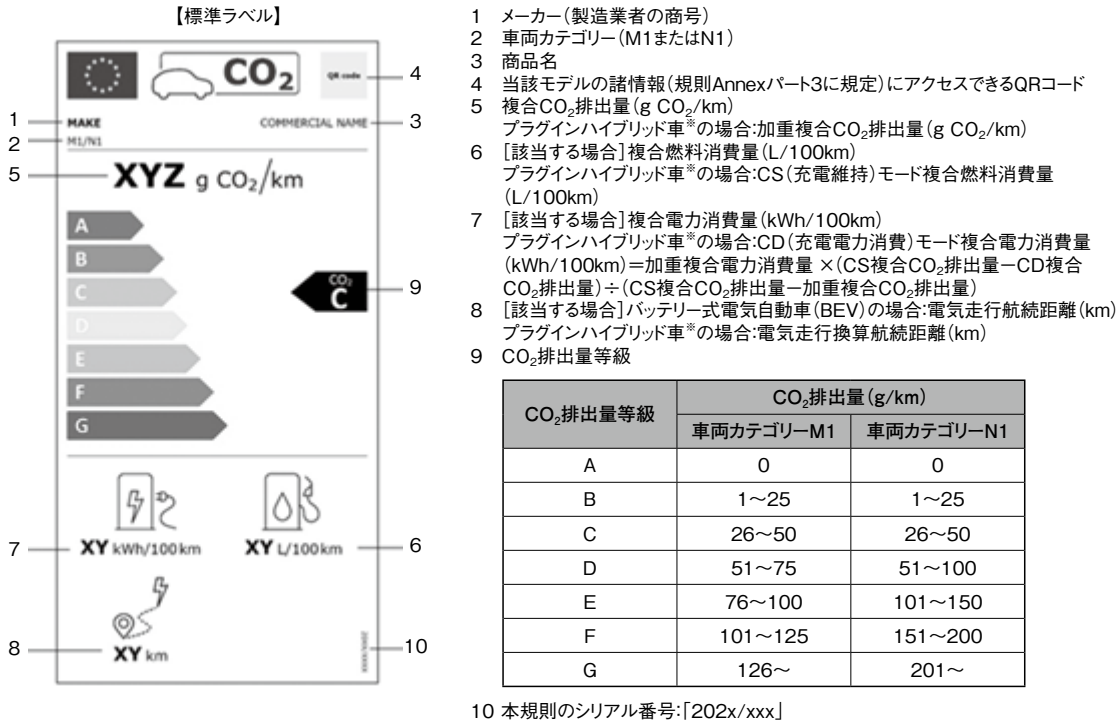 【標準ラベル】
CO₂
QR code
4
1
MAKE
COMMERCIAL NAME
3
2
M1/N1
5
XYZ g CO₂/km
A
B
C
D
E
F
G
CO₂
C
9
7
XY kWh/100km
XY L/100km
6
8
XY km
10
1 メーカー(製造業者の商号)
2 車両カテゴリー(M1またはN1)
3 商品名
4 当該モデルの諸情報(規則Annexパート3に規定)にアクセスできるQRコード
5 複合CO₂排出量(g CO₂/km)
プラグインハイブリッド車※の場合:加重複合CO₂排出量(g CO₂/km)
6 [該当する場合]複合燃料消費量(L/100km)
プラグインハイブリッド車※の場合:CS(充電維持)モード複合燃料消費量
(L/100km)
7 [該当する場合]複合電力消費量(kWh/100km)
プラグインハイブリッド車※の場合:CD(充電電力消費)モード複合電力消費量
(kWh/100km)=加重複合電力消費量 ×(CS複合CO₂排出量−CD複合
CO₂排出量)÷(CS複合CO₂排出量−加重複合CO₂排出量)
8 [該当する場合]バッテリー式電気自動車(BEV)の場合:電気走行航続距離(km)
プラグインハイブリッド車※の場合:電気走行換算航続距離(km)
9 CO₂排出量等級
CO₂排出量等級 CO₂排出量(g/km)
車両カテゴリーM1 車両カテゴリーN1
A 0 0
B 1〜25 1〜25
C 26〜50 26〜50
D 51〜75 51〜100
E 76〜100 101〜150
F 101〜125 151〜200
G 126〜 201〜
10 本規則のシリアル番号:「202x/xxx」